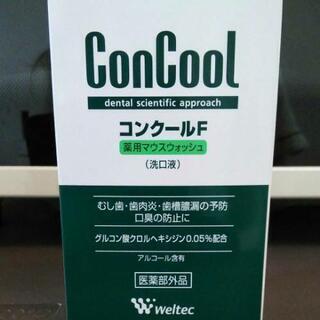 ConCool
dental scientific approach
コンクールF
薬用マウスウォッシュ
(洗口液)
むし歯・歯肉炎・歯槽膿漏の予防
口臭の防止に
グルコン酸クロルヘキシジン0.05%配合
アルコール含有
医薬部外品
weltec